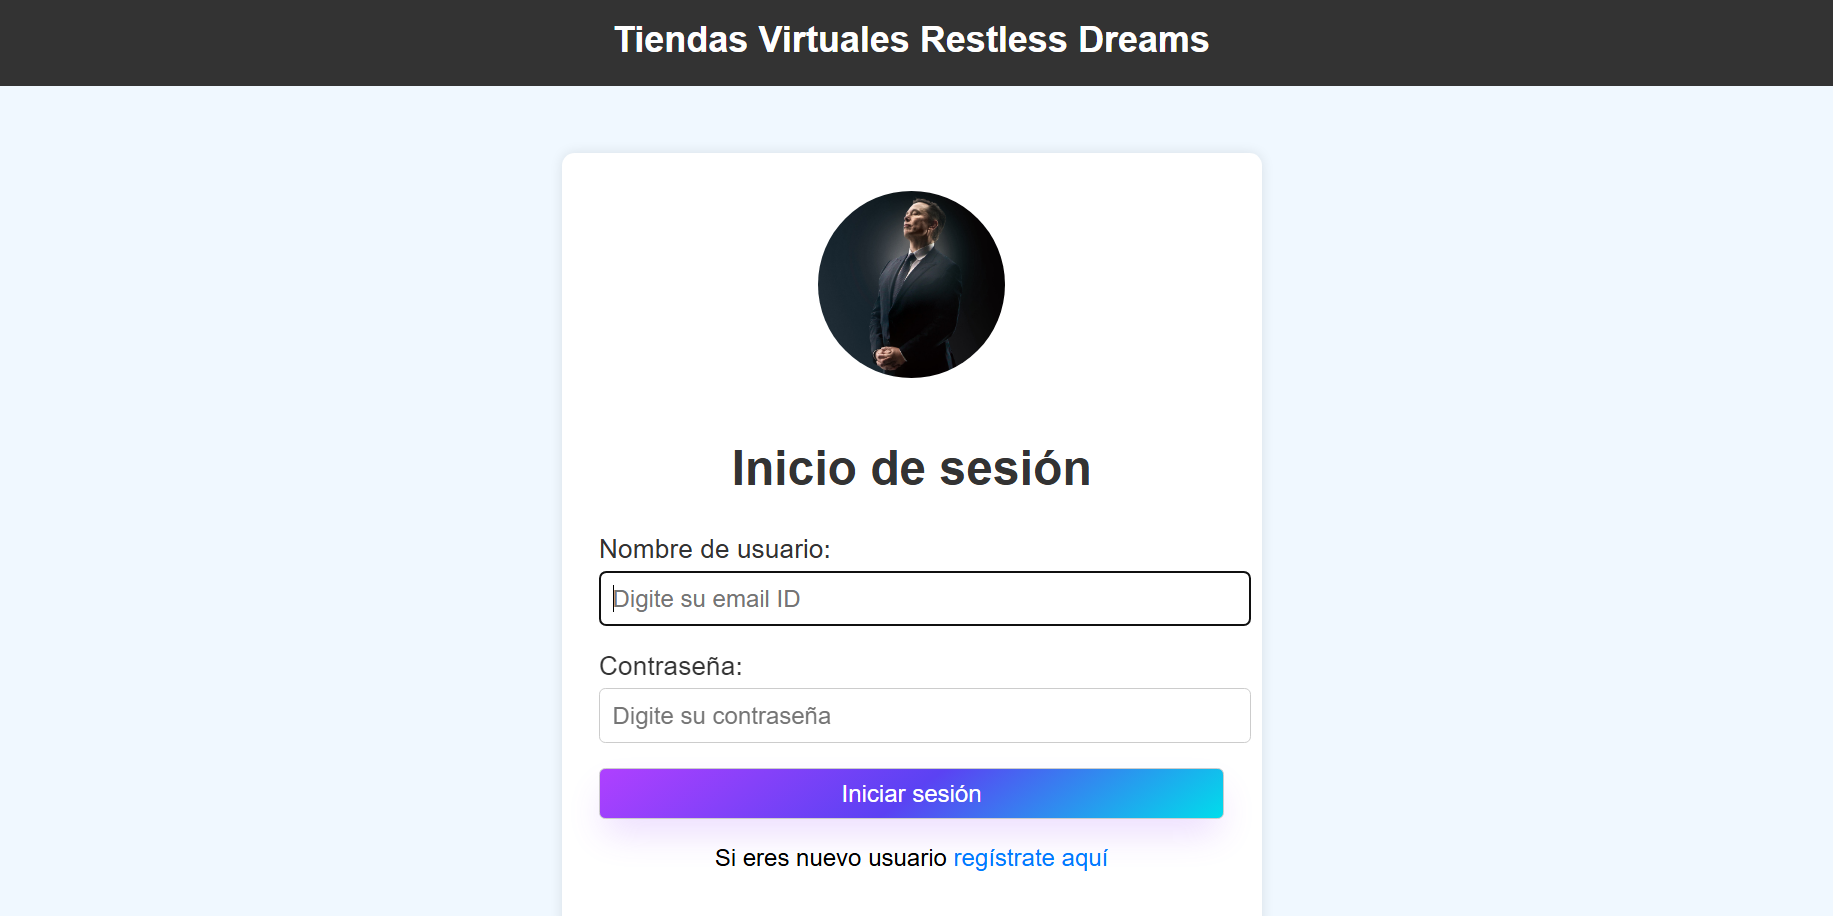 Tiendas Virtuales Restless Dreams
Inicio de sesión
Nombre de usuario:
Digite su email ID
Contraseña:
Digite su contraseña
Iniciar sesión
Si eres nuevo usuario regístrate aquí